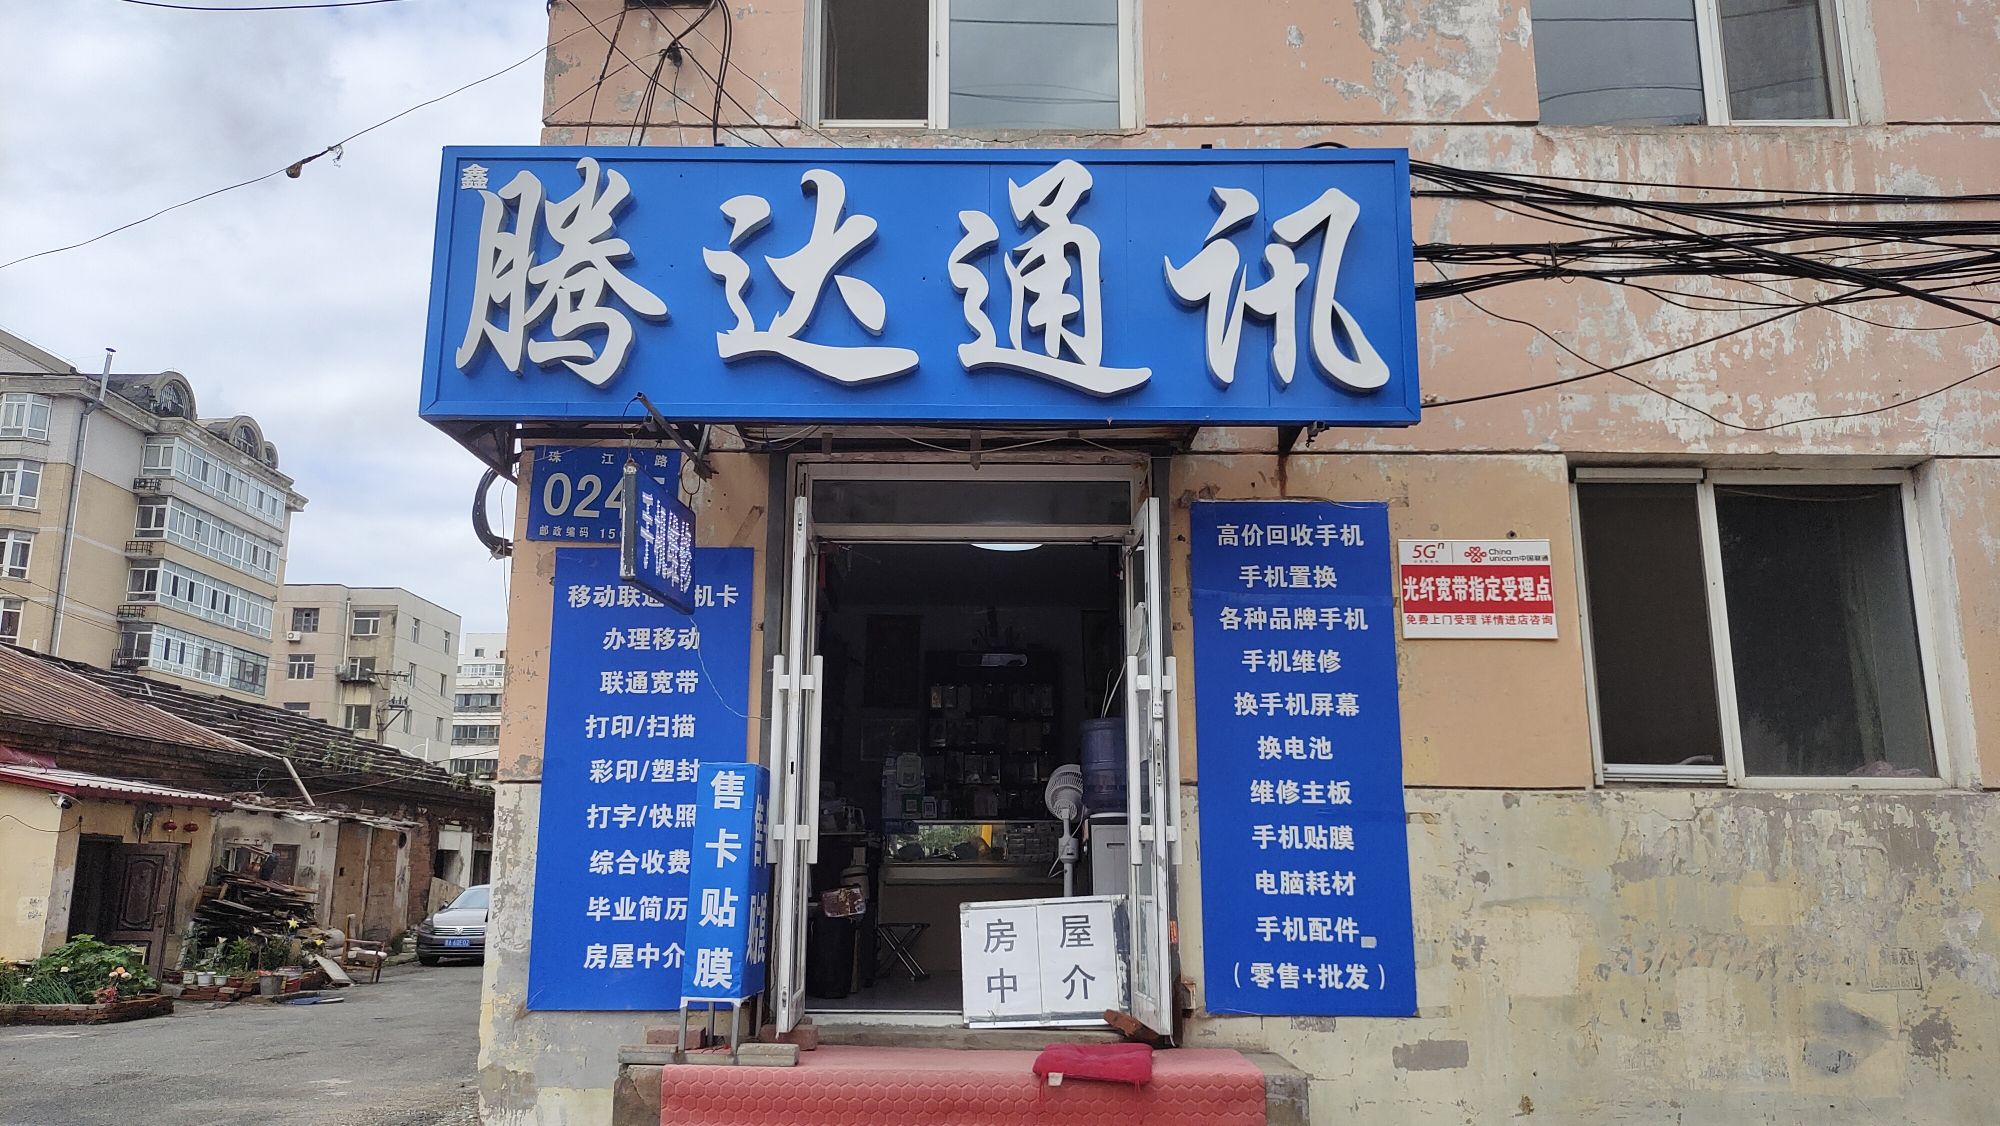 鑫
腾达通讯
珠江路
024
邮政编码 15
手机维修
移动联通 机卡
办理移动
联通宽带
打印/扫描
彩印/塑封
打字/快照
综合收费
毕业简历
房屋中介
售卡贴膜
房屋
中介
高价回收手机
手机置换
各种品牌手机
手机维修
换手机屏幕
换电池
维修主板
手机贴膜
电脑耗材
手机配件
(零售+批发)
5Gⁿ China unicom中国联通
光纤宽带指定受理点
免费上门受理 详情进店咨询